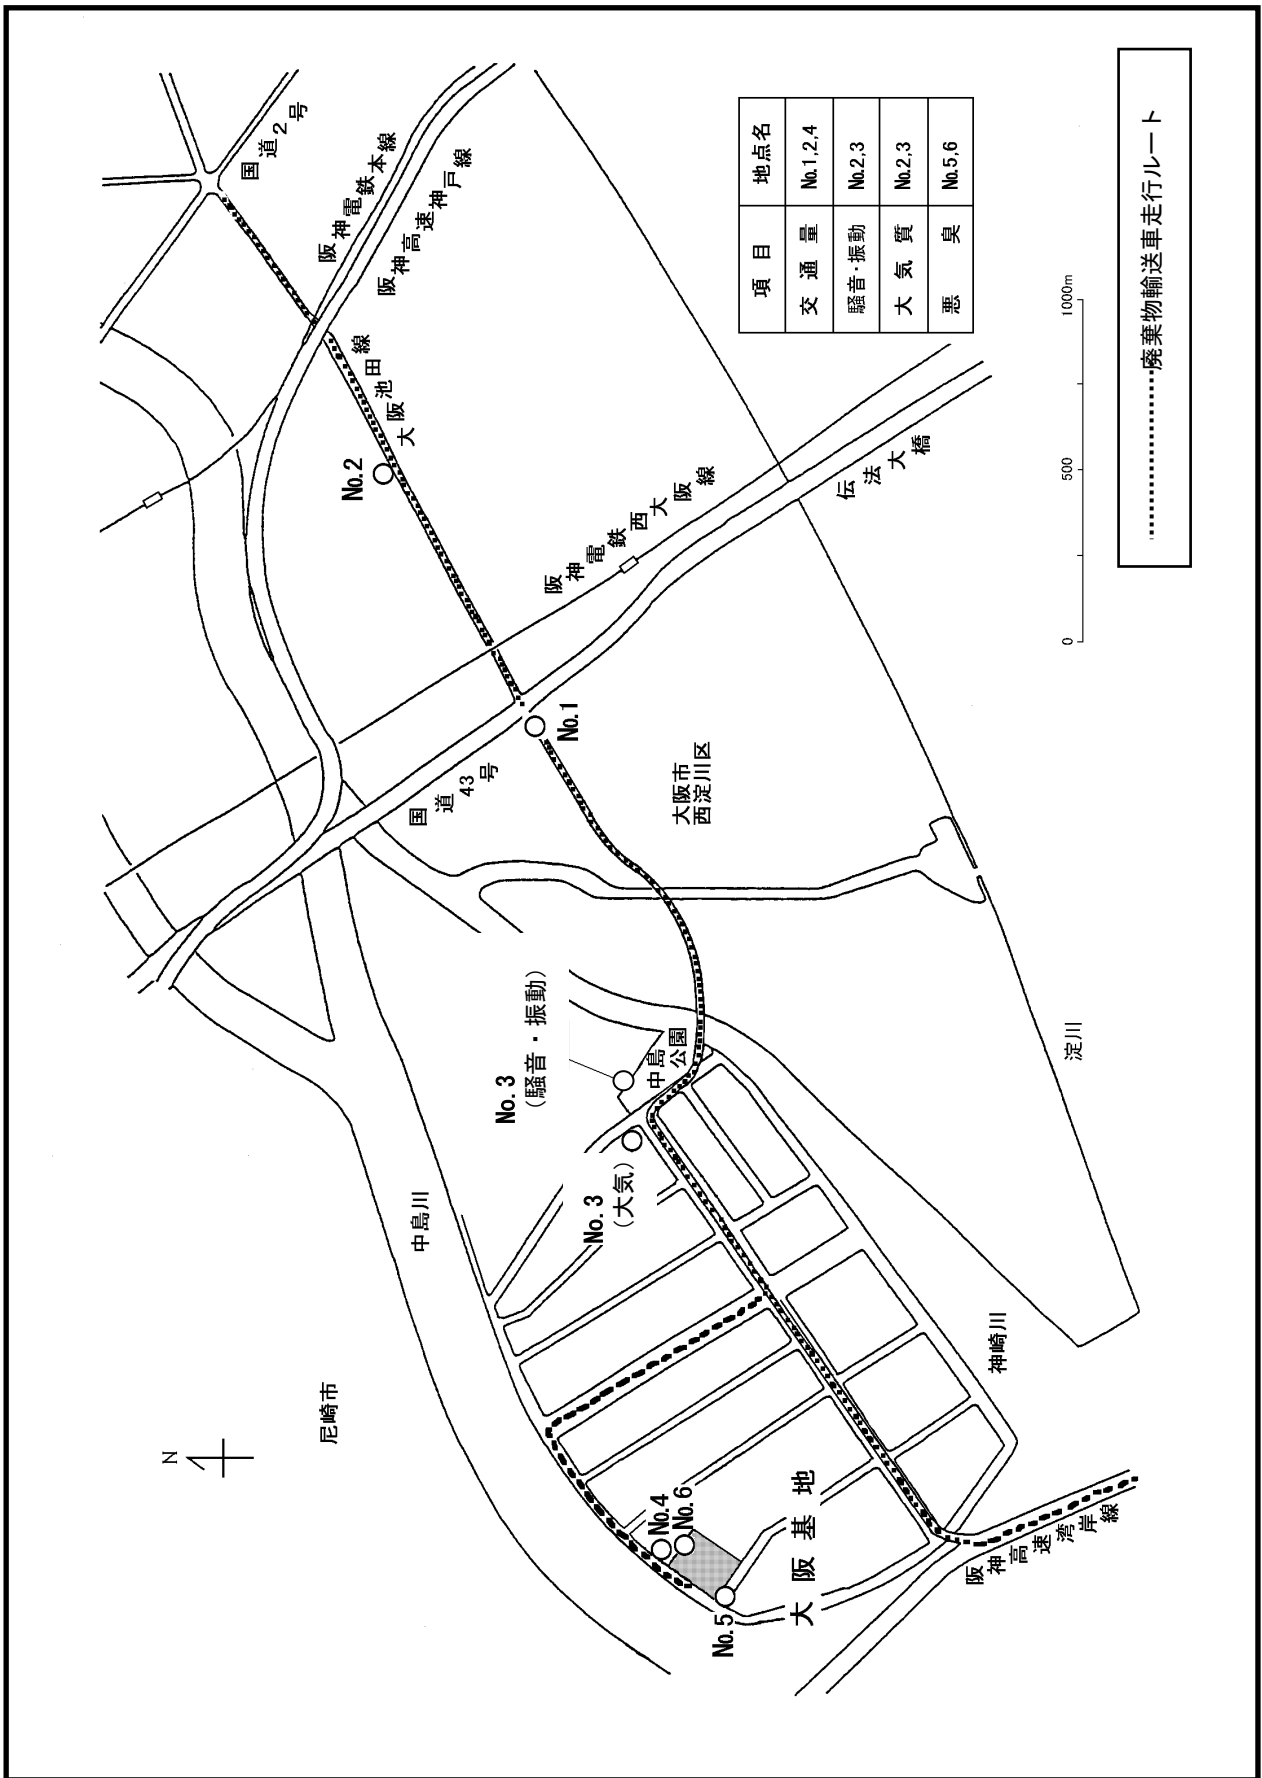 国道2号
阪神電鉄本線
阪神高速神戸線
大阪池田線
No.2
阪神電鉄西大阪線
伝法大橋
No.1
国道43号
大阪市
西淀川区
No.3
(騒音・振動)
中島
公園
No.3
(大気)
中島川
尼崎市
N
淀川
神崎川
No.4
No.6
No.5
大阪基地
阪神高速湾岸線
項目 地点名
交通量 No.1,2,4
騒音・振動 No.2,3
大気質 No.2,3
悪臭 No.5,6
0 500 1000m
廃棄物輸送車走行ルート